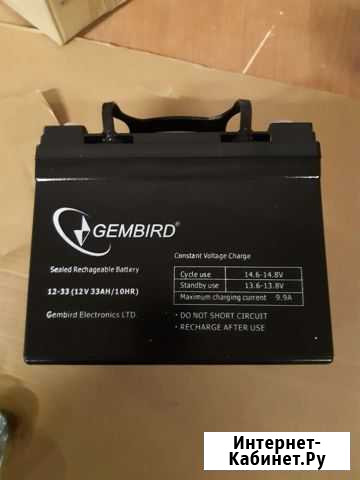 GEMBIRD®
Sealed Rechageable Battery
12-33 (12V 33AH/10HR)
Gembird Electronics LTD.
Constant Voltage Charge
Cycle use 14.6-14.8V
Standby use 13.6-13.8V
Maximum charging current 9.9A
• DO NOT SHORT CIRCUIT
• RECHARGE AFTER USE
Интернет-
Кабинет.Ру